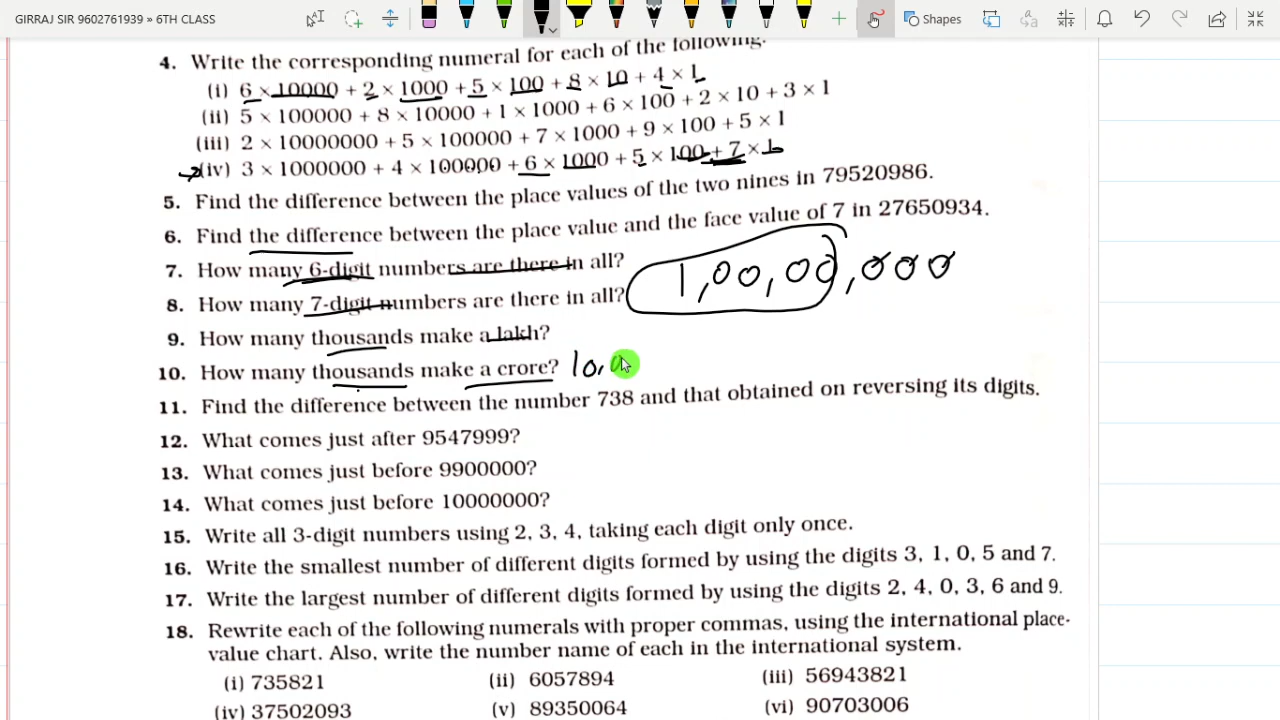 GIRRAJ SIR 9602761939 » 6TH CLASS
Shapes
4. Write the corresponding numeral for each of the following:
(i) 6 × 10000 + 2 × 1000 + 5 × 100 + 8 × 10 + 4 × 1
(ii) 5 × 100000 + 8 × 10000 + 1 × 1000 + 6 × 100 + 2 × 10 + 3 × 1
(iii) 2 × 10000000 + 5 × 100000 + 7 × 1000 + 9 × 100 + 5 × 1
(iv) 3 × 1000000 + 4 × 100000 + 6 × 1000 + 5 × 100 + 7 × 1
5. Find the difference between the place values of the two nines in 79520986.
6. Find the difference between the place value and the face value of 7 in 27650934.
7. How many 6-digit numbers are there in all?
1,00,00,000
8. How many 7-digit numbers are there in all?
9. How many thousands make a lakh?
10. How many thousands make a crore? 10,0
11. Find the difference between the number 738 and that obtained on reversing its digits.
12. What comes just after 9547999?
13. What comes just before 9900000?
14. What comes just before 10000000?
15. Write all 3-digit numbers using 2, 3, 4, taking each digit only once.
16. Write the smallest number of different digits formed by using the digits 3, 1, 0, 5 and 7.
17. Write the largest number of different digits formed by using the digits 2, 4, 0, 3, 6 and 9.
18. Rewrite each of the following numerals with proper commas, using the international place-
value chart. Also, write the number name of each in the international system.
(i) 735821 (ii) 6057894 (iii) 56943821
(iv) 37502093 (v) 89350064 (vi) 90703006